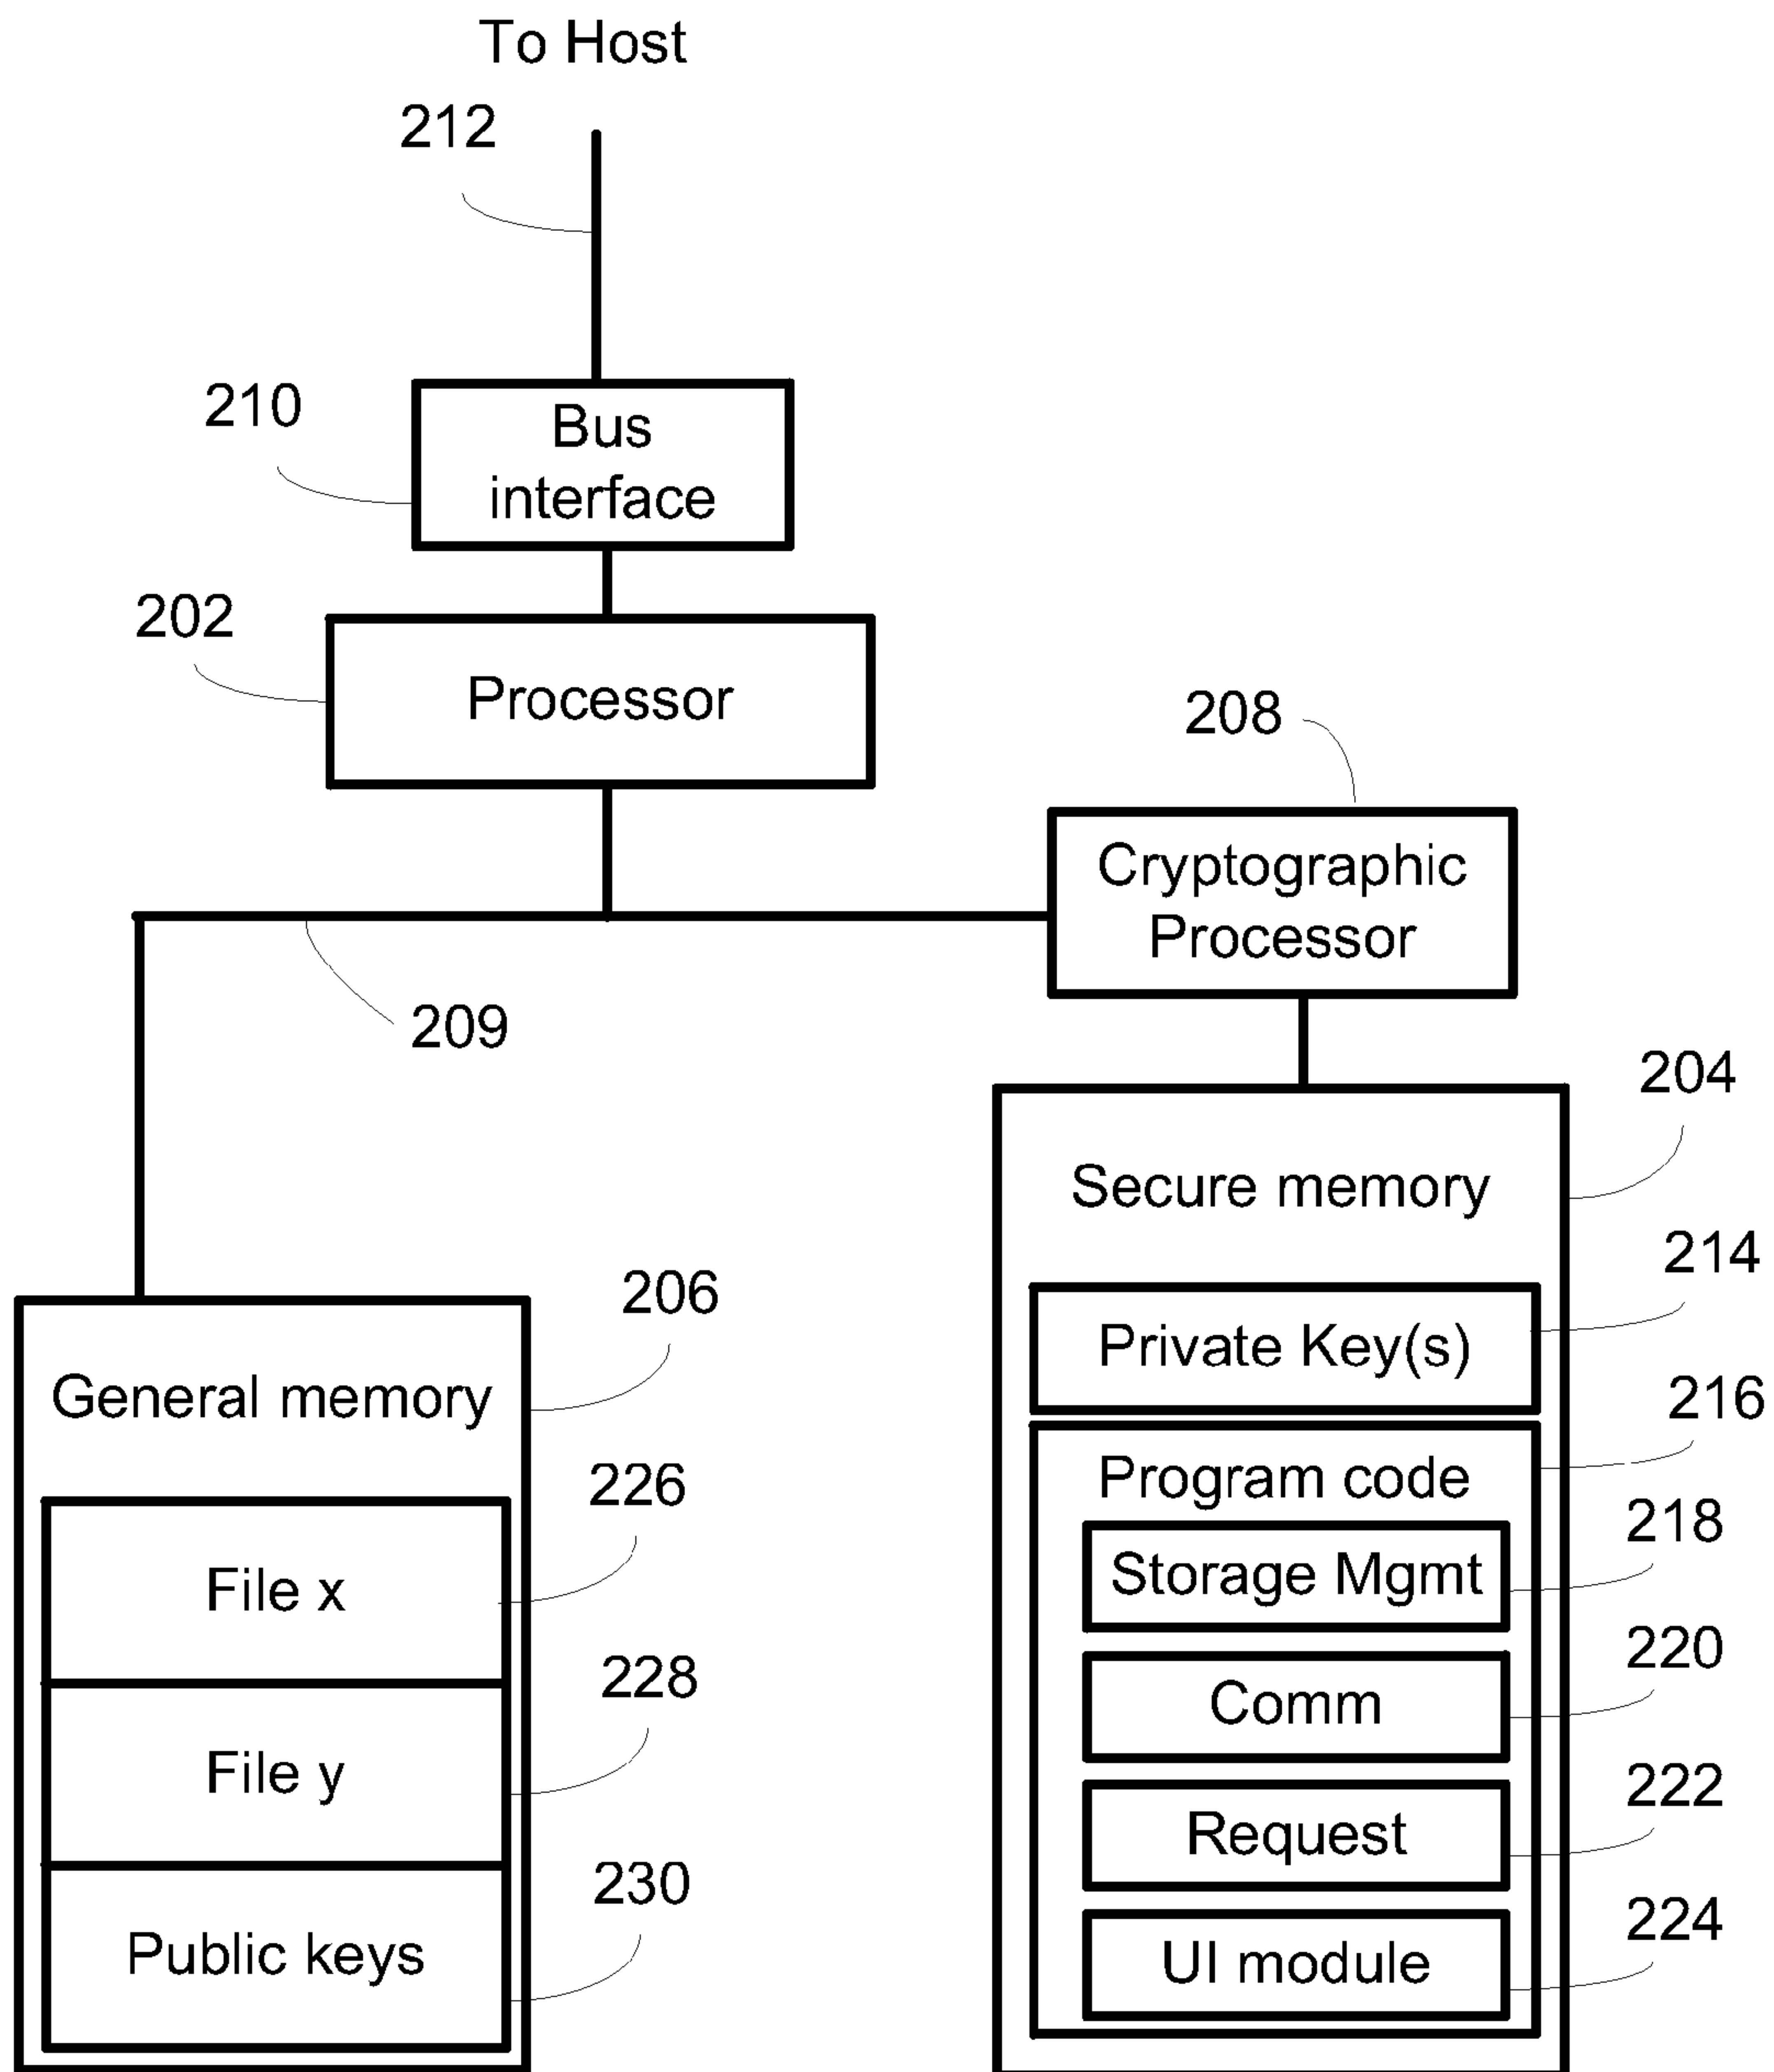 To Host
212
210
Bus
interface
202
Processor
208
Cryptographic
Processor
209
204
Secure memory
214
Private Key(s)
206
General memory
216
Program code
226
File x
218
Storage Mgmt
228
File y
220
Comm
222
Request
230
Public keys
224
UI module